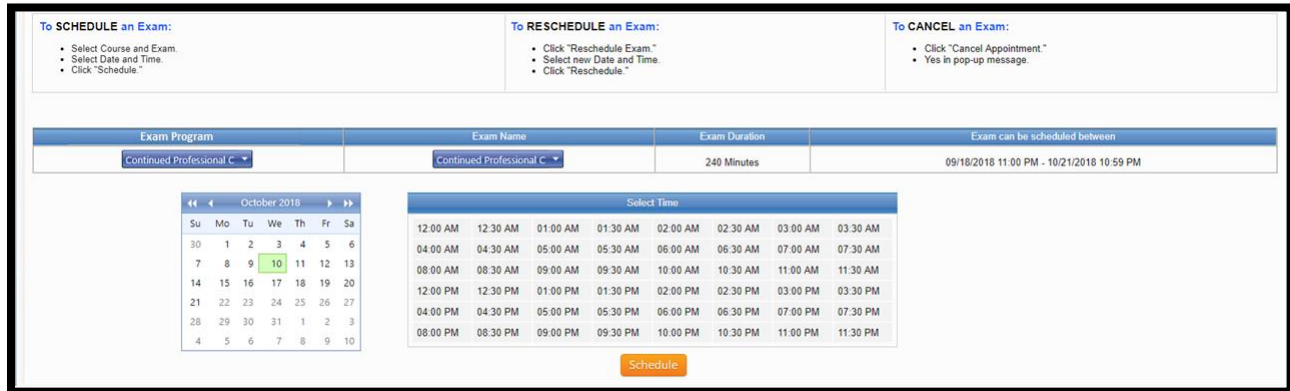 To SCHEDULE an Exam:
Select Course and Exam.
Select Date and Time.
Click "Schedule."
To RESCHEDULE an Exam:
Click "Reschedule Exam."
Select new Date and Time.
Click "Reschedule."
To CANCEL an Exam:
Click "Cancel Appointment."
Yes in pop-up message.
Exam Program Exam Name Exam Duration Exam can be scheduled between
Continued Professional C Continued Professional C 240 Minutes 09/18/2018 11:00 PM - 10/21/2018 10:59 PM
October 2018
Su Mo Tu We Th Fr Sa
30 1 2 3 4 5 6
7 8 9 10 11 12 13
14 15 16 17 18 19 20
21 22 23 24 25 26 27
28 29 30 31 1 2 3
4 5 6 7 8 9 10
Select Time
12:00 AM 12:30 AM 01:00 AM 01:30 AM 02:00 AM 02:30 AM 03:00 AM 03:30 AM
04:00 AM 04:30 AM 05:00 AM 05:30 AM 06:00 AM 06:30 AM 07:00 AM 07:30 AM
08:00 AM 08:30 AM 09:00 AM 09:30 AM 10:00 AM 10:30 AM 11:00 AM 11:30 AM
12:00 PM 12:30 PM 01:00 PM 01:30 PM 02:00 PM 02:30 PM 03:00 PM 03:30 PM
04:00 PM 04:30 PM 05:00 PM 05:30 PM 06:00 PM 06:30 PM 07:00 PM 07:30 PM
08:00 PM 08:30 PM 09:00 PM 09:30 PM 10:00 PM 10:30 PM 11:00 PM 11:30 PM
Schedule